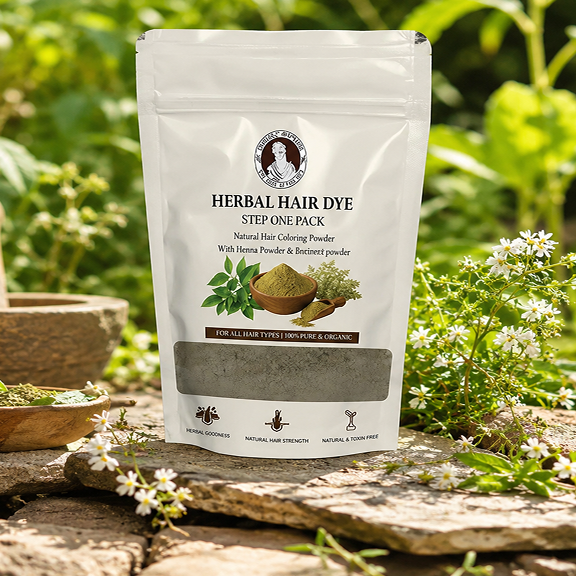 HERBAL HAIR DYE
STEP ONE PACK
Natural Hair Coloring Powder
With Henna Powder & powder
FOR ALL HAIR TYPES | 100% PURE & ORGANIC
HERBAL GOODNESS
NATURAL HAIR STRENGTH
NATURAL & TOXIN FREE